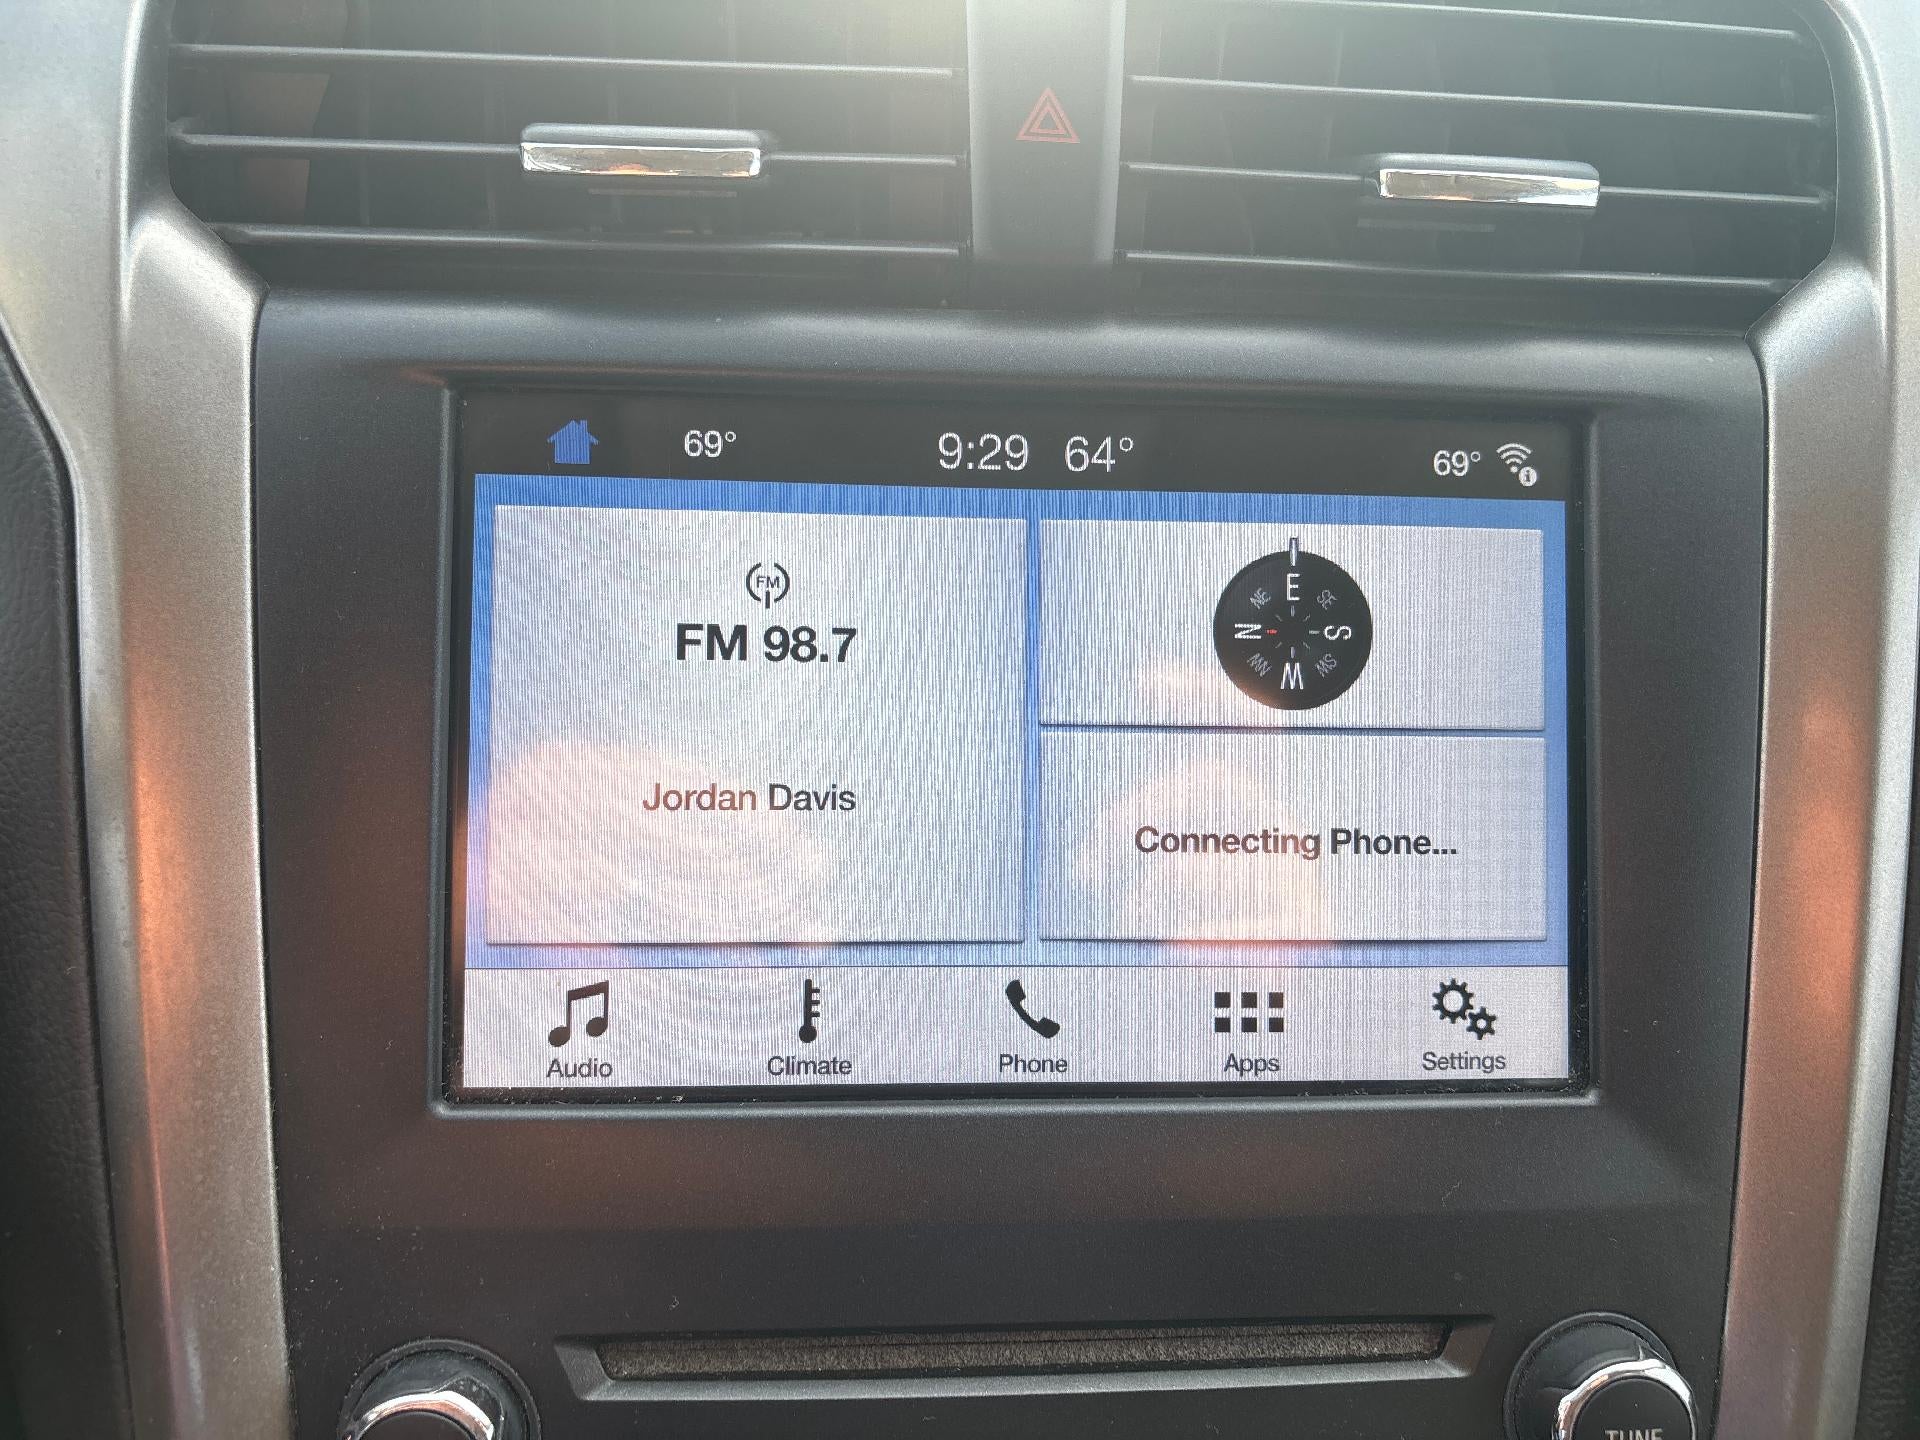 69° 9:29 64° 69°
FM
FM 98.7
Jordan Davis
E
NE SE
N S
NW SW
W
Connecting Phone...
Audio Climate Phone Apps Settings
TUNE